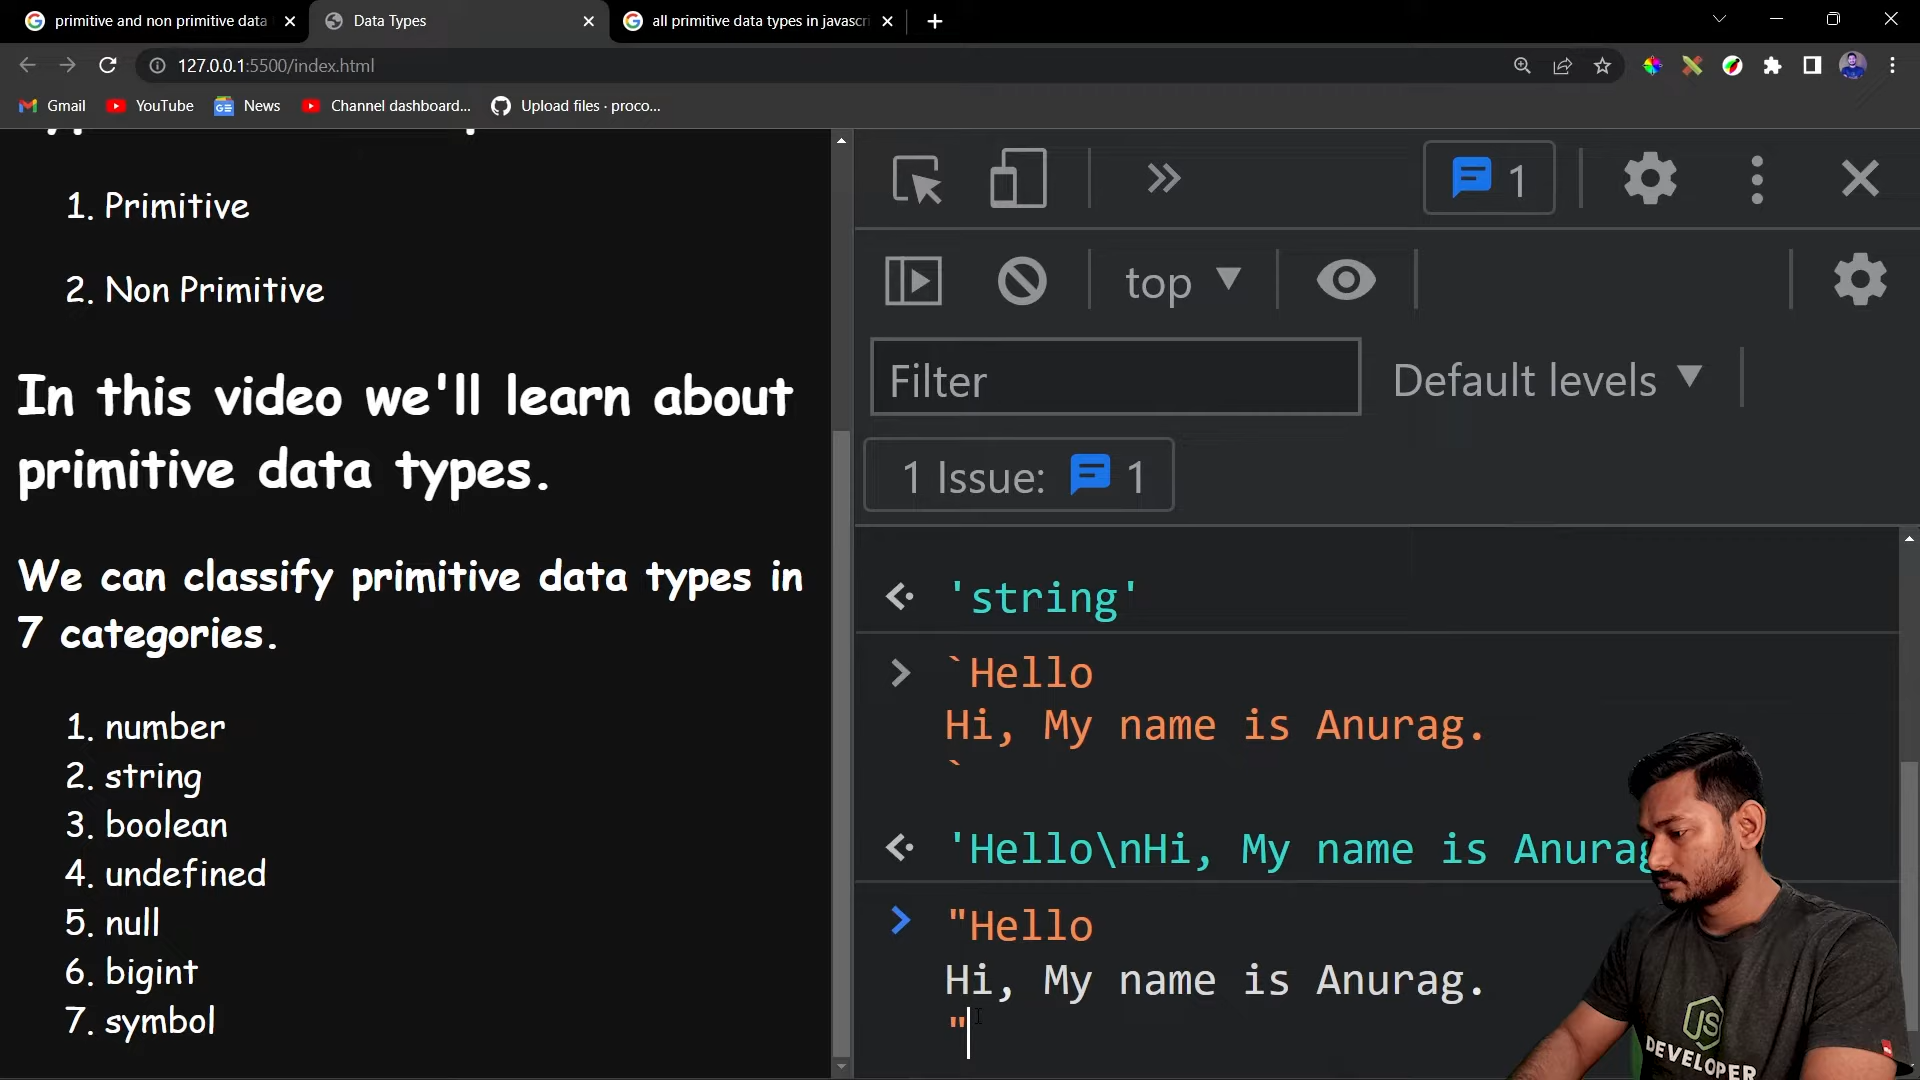 primitive and non primitive data
Data Types
all primitive data types in javascri
127.0.0.1:5500/index.html
Gmail
YouTube
News
Channel dashboard...
Upload files · proco...
1. Primitive
2. Non Primitive
In this video we'll learn about
primitive data types.
We can classify primitive data types in
7 categories.
1. number
2. string
3. boolean
4. undefined
5. null
6. bigint
7. symbol
1
top
Filter
Default levels
1 Issue: 1
'string'
`Hello
Hi, My name is Anurag.
`
'Hello\nHi, My name is Anurag
"Hello
Hi, My name is Anurag.
"
JS
DEVELOPER